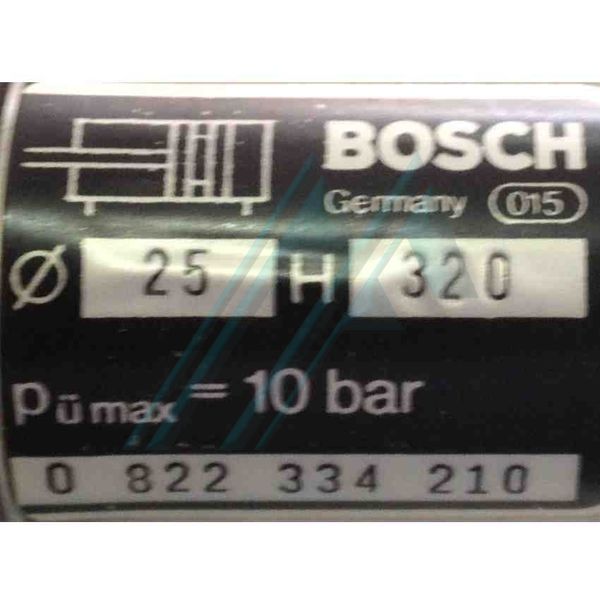 BOSCH
Germany 015
Ø 25 H 320
pü max = 10 bar
0 822 334 210